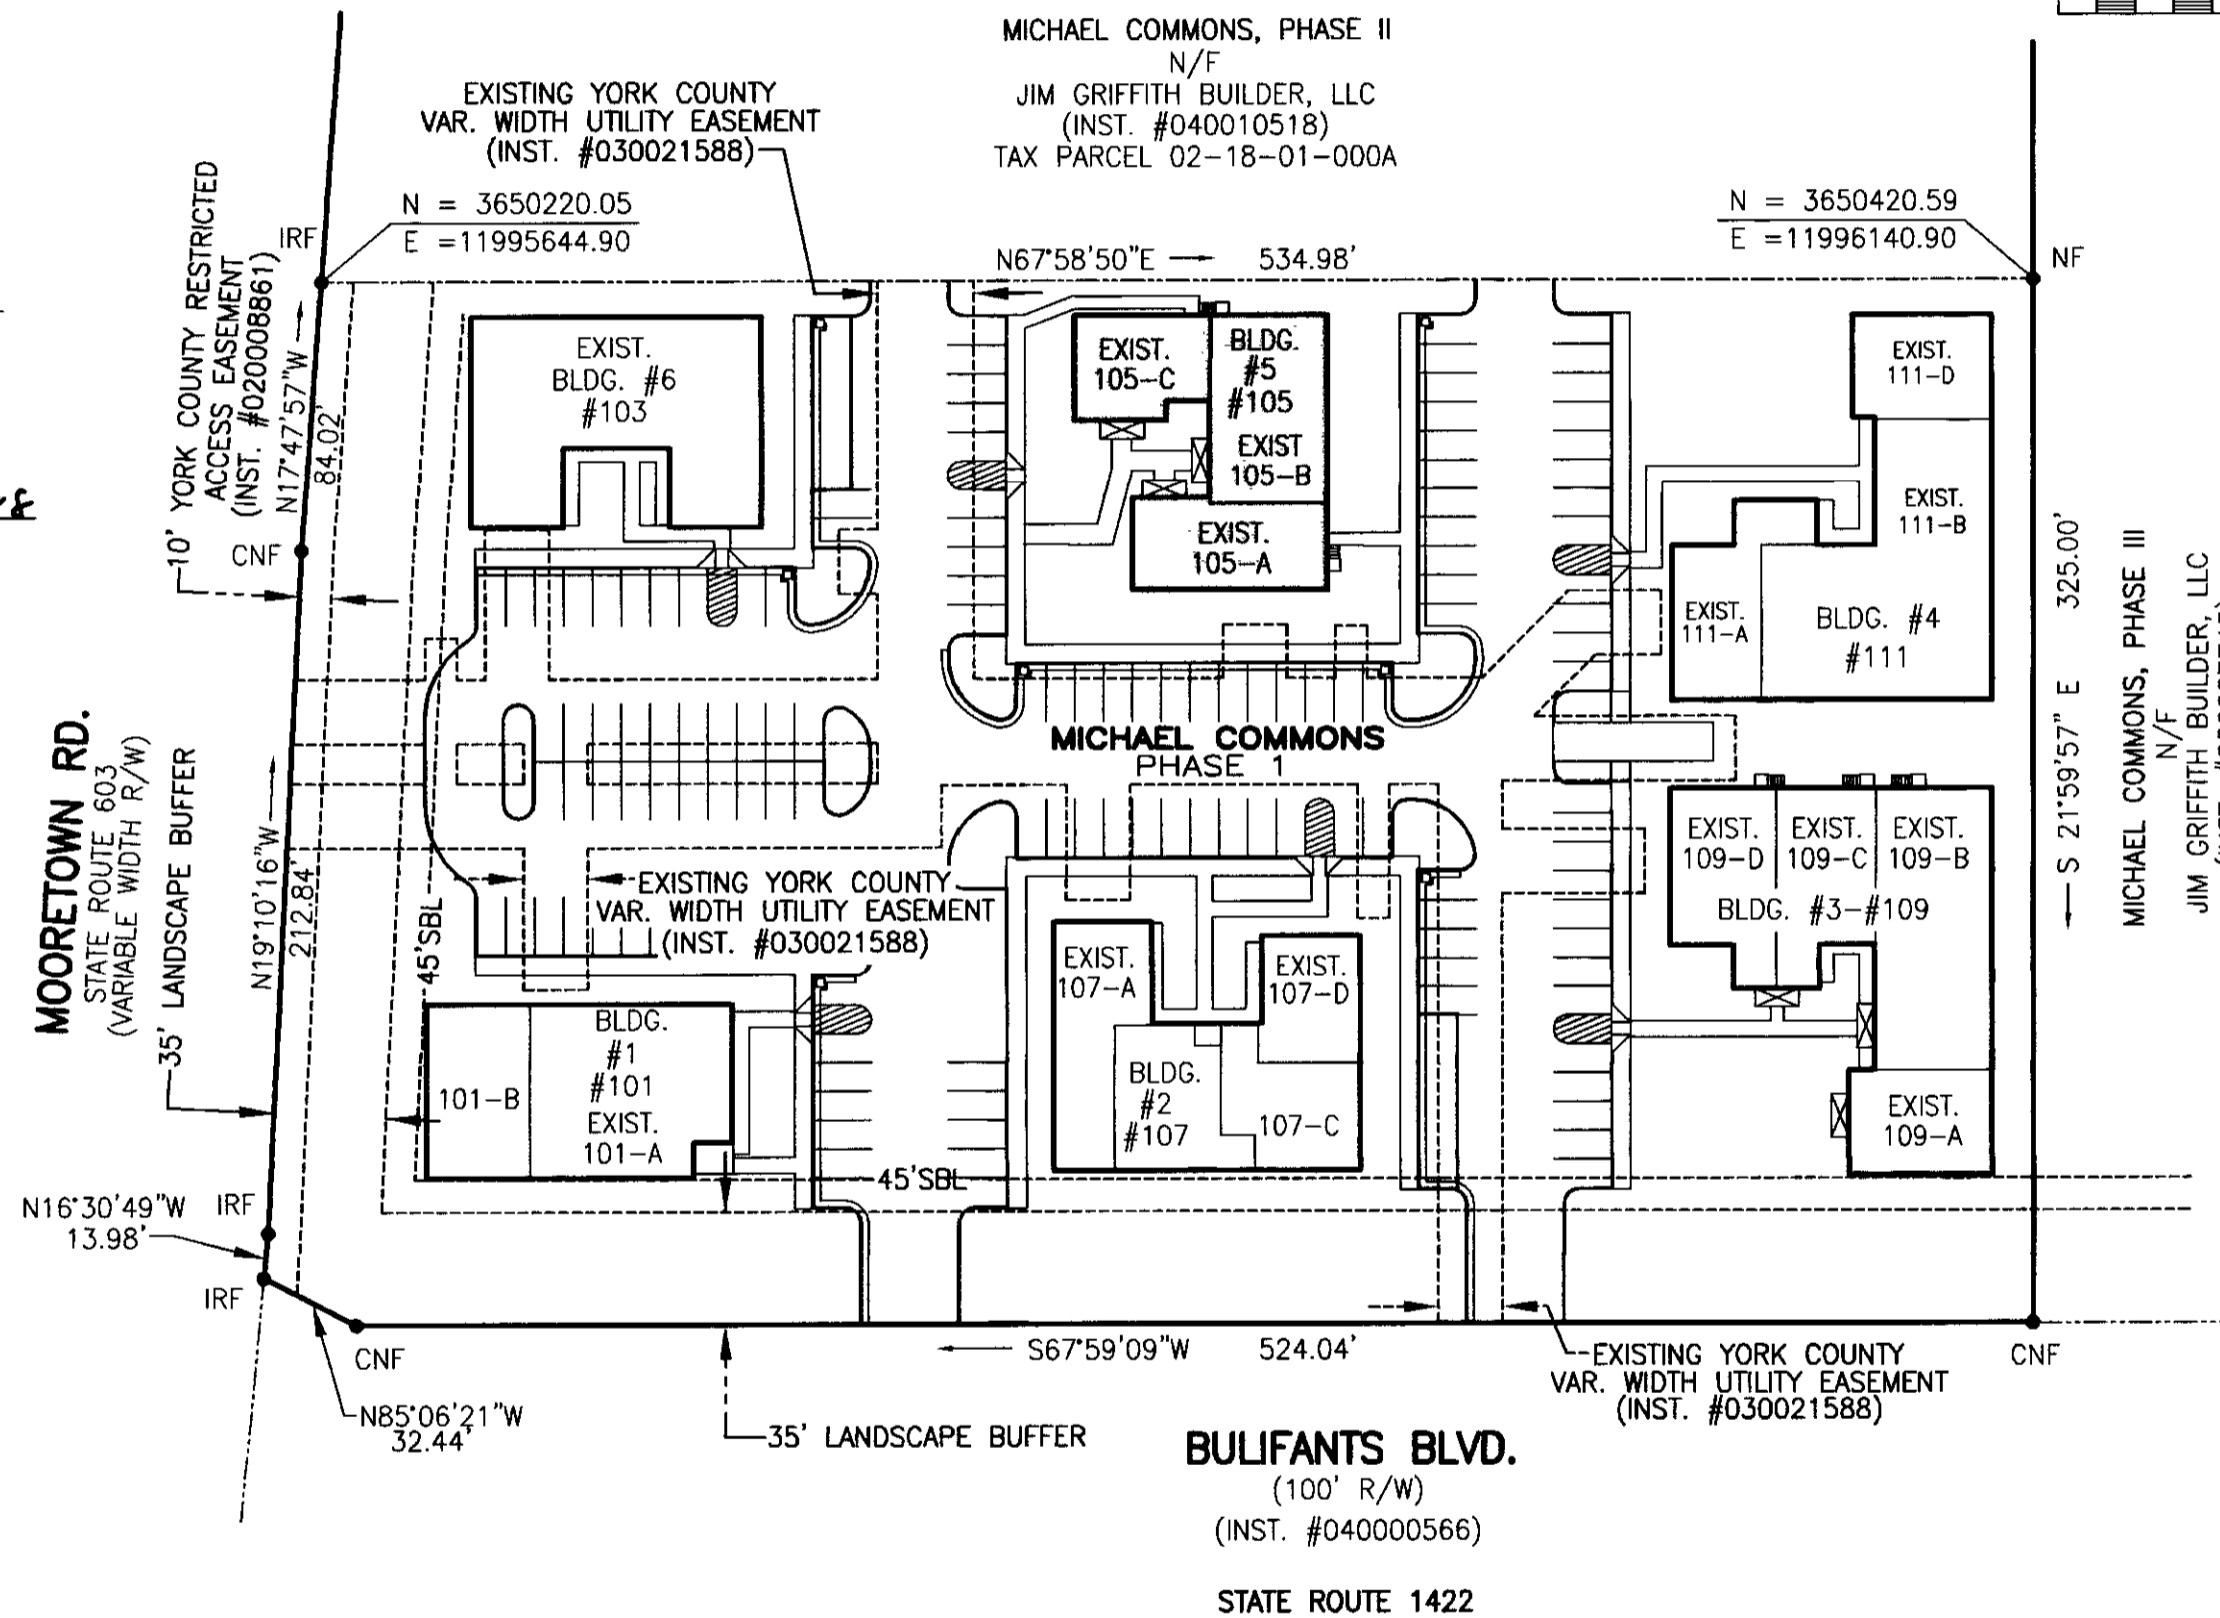 MICHAEL COMMONS, PHASE II
N/F
JIM GRIFFITH BUILDER, LLC
(INST. #040010518)
TAX PARCEL 02-18-01-000A
EXISTING YORK COUNTY
VAR. WIDTH UTILITY EASEMENT
(INST. #030021588)
N = 3650220.05
E =11995644.90
IRF
N = 3650420.59
E =11996140.90
NF
N67°58'50"E
534.98'
10' YORK COUNTY RESTRICTED
ACCESS EASEMENT
(INST. #020008861)
N17°47'57"W
84.02'
CNF
EXIST.
BLDG. #6
#103
EXIST.
105-C
BLDG.
#5
#105
EXIST
105-B
EXIST.
105-A
EXIST.
111-D
EXIST.
111-B
EXIST.
111-A
BLDG. #4
#111
S 21°59'57" E 325.00'
MICHAEL COMMONS, PHASE III
N/F
JIM GRIFFITH BUILDER, LLC
MICHAEL COMMONS
PHASE 1
MOORETOWN RD.
STATE ROUTE 603
(VARIABLE WIDTH R/W)
35' LANDSCAPE BUFFER
N19°10'16"W
212.84'
45'SBL
EXISTING YORK COUNTY
VAR. WIDTH UTILITY EASEMENT
(INST. #030021588)
EXIST.
109-D
EXIST.
109-C
EXIST.
109-B
BLDG. #3-#109
EXIST.
109-A
101-B
BLDG.
#1
#101
EXIST.
101-A
EXIST.
107-A
EXIST.
107-D
BLDG.
#2
#107
107-C
45'SBL
N16°30'49"W
13.98'
IRF
IRF
CNF
N85°06'21"W
32.44'
35' LANDSCAPE BUFFER
S67°59'09"W
524.04'
CNF
EXISTING YORK COUNTY
VAR. WIDTH UTILITY EASEMENT
(INST. #030021588)
BULIFANTS BLVD.
(100' R/W)
(INST. #040000566)
STATE ROUTE 1422